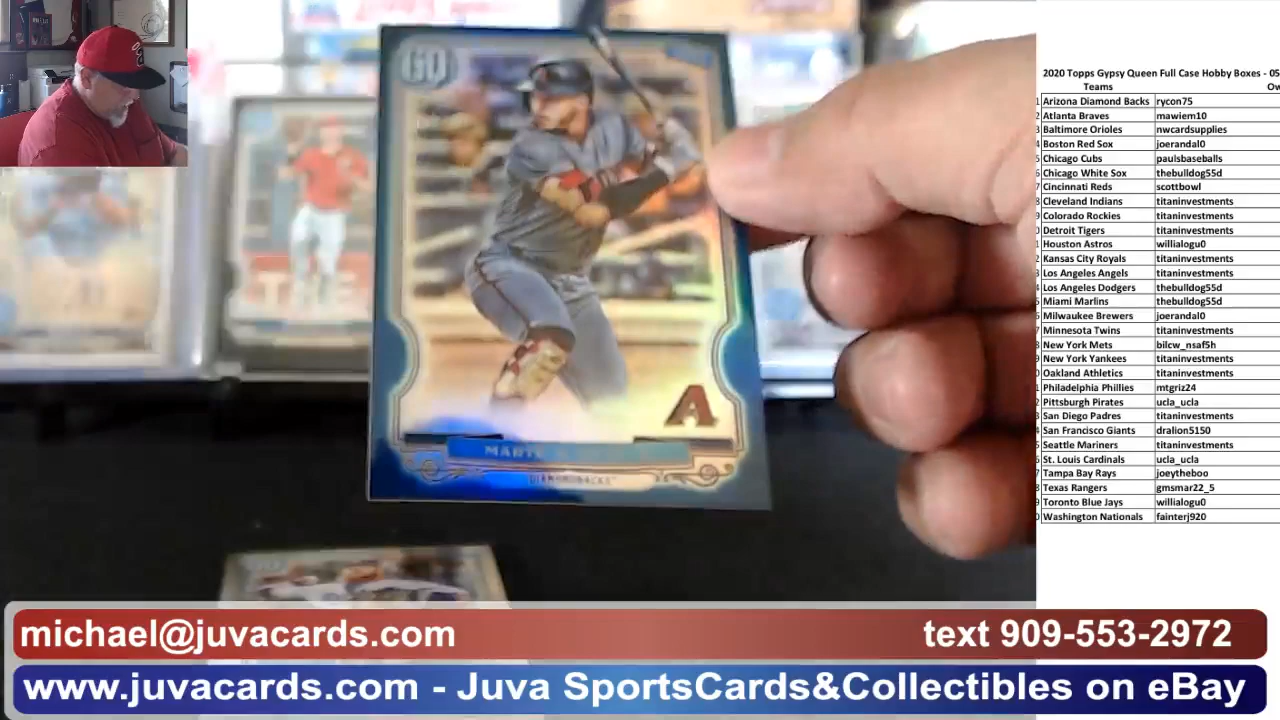 2020 Topps Gypsy Queen Full Case Hobby Boxes - 05
Teams Ow
Arizona Diamond Backs rycon75
Atlanta Braves mawiem10
Baltimore Orioles nwcardsupplies
Boston Red Sox joerandal0
Chicago Cubs paulsbaseballs
Chicago White Sox thebulldog55d
Cincinnati Reds scottbowl
Cleveland Indians titaninvestments
Colorado Rockies titaninvestments
Detroit Tigers titaninvestments
Houston Astros willialogu0
Kansas City Royals titaninvestments
Los Angeles Angels titaninvestments
Los Angeles Dodgers thebulldog55d
Miami Marlins thebulldog55d
Milwaukee Brewers joerandal0
Minnesota Twins titaninvestments
New York Mets bilcw_nsaf5h
New York Yankees titaninvestments
Oakland Athletics titaninvestments
Philadelphia Phillies mtgriz24
Pittsburgh Pirates ucla_ucla
San Diego Padres titaninvestments
San Francisco Giants dralion5150
Seattle Mariners titaninvestments
St. Louis Cardinals ucla_ucla
Tampa Bay Rays joeytheboo
Texas Rangers gmsmar22_5
Toronto Blue Jays willialogu0
Washington Nationals fainterj920
GQ
A
MARTE
DIAMONDBACKS
michael@juvacards.com
text 909-553-2972
www.juvacards.com - Juva SportsCards&Collectibles on eBay